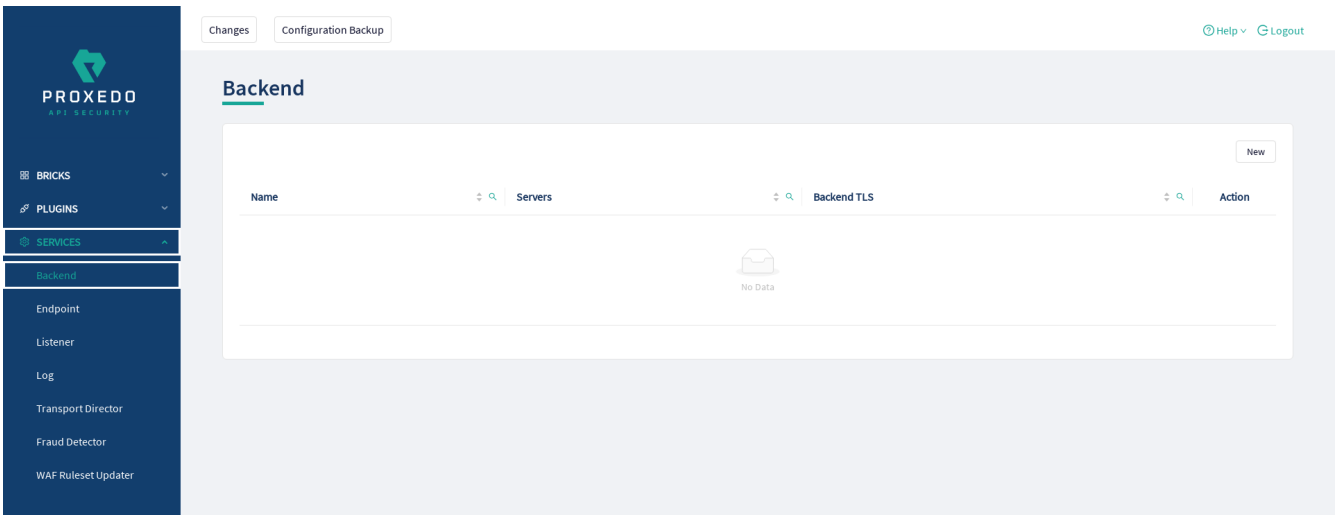 Changes
Configuration Backup
Help
Logout
PROXEDO
API SECURITY
BRICKS
PLUGINS
SERVICES
Backend
Endpoint
Listener
Log
Transport Director
Fraud Detector
WAF Ruleset Updater
Backend
New
Name Servers Backend TLS Action
No Data